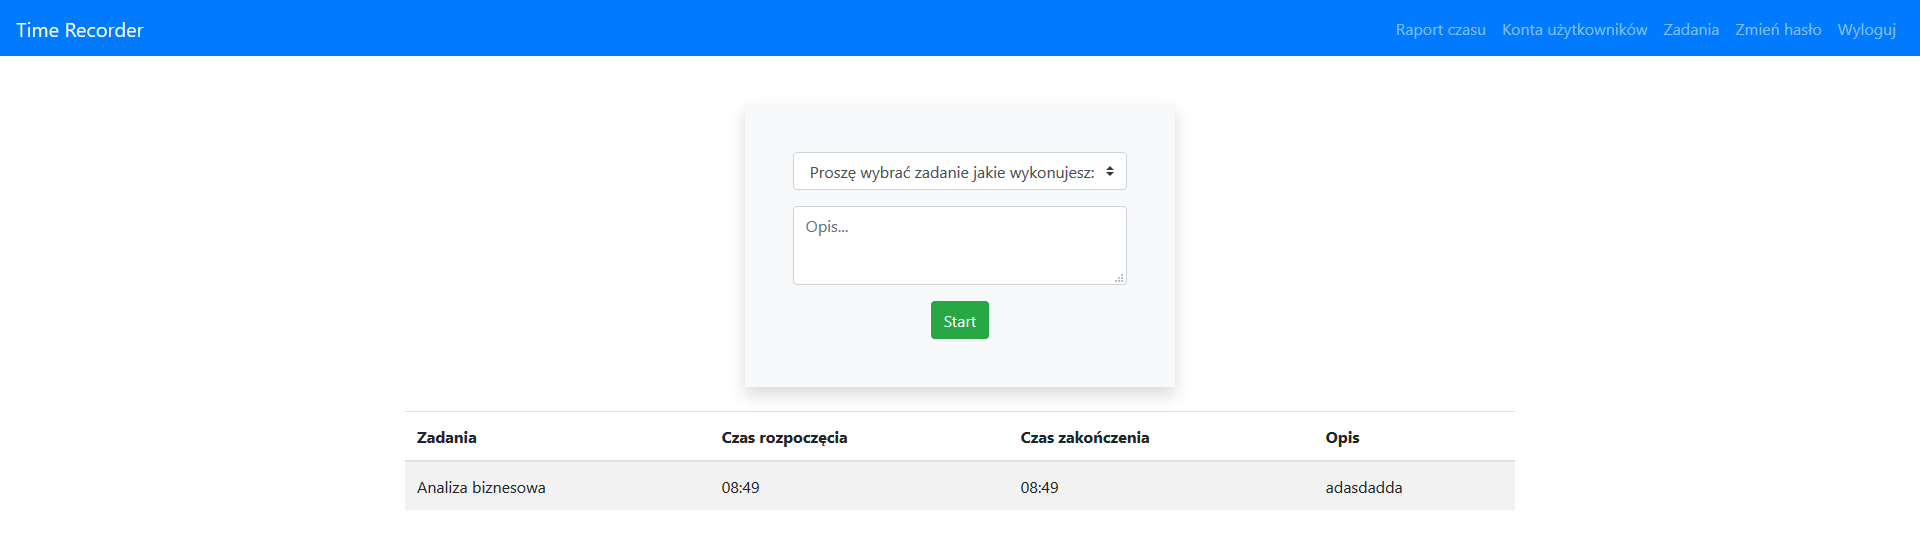 Time Recorder Raport czasu Konta użytkowników Zadania Zmień hasło Wyloguj
Proszę wybrać zadanie jakie wykonujesz:
Opis...
Start
Zadania Czas rozpoczęcia Czas zakończenia Opis
Analiza biznesowa 08:49 08:49 adasdadda